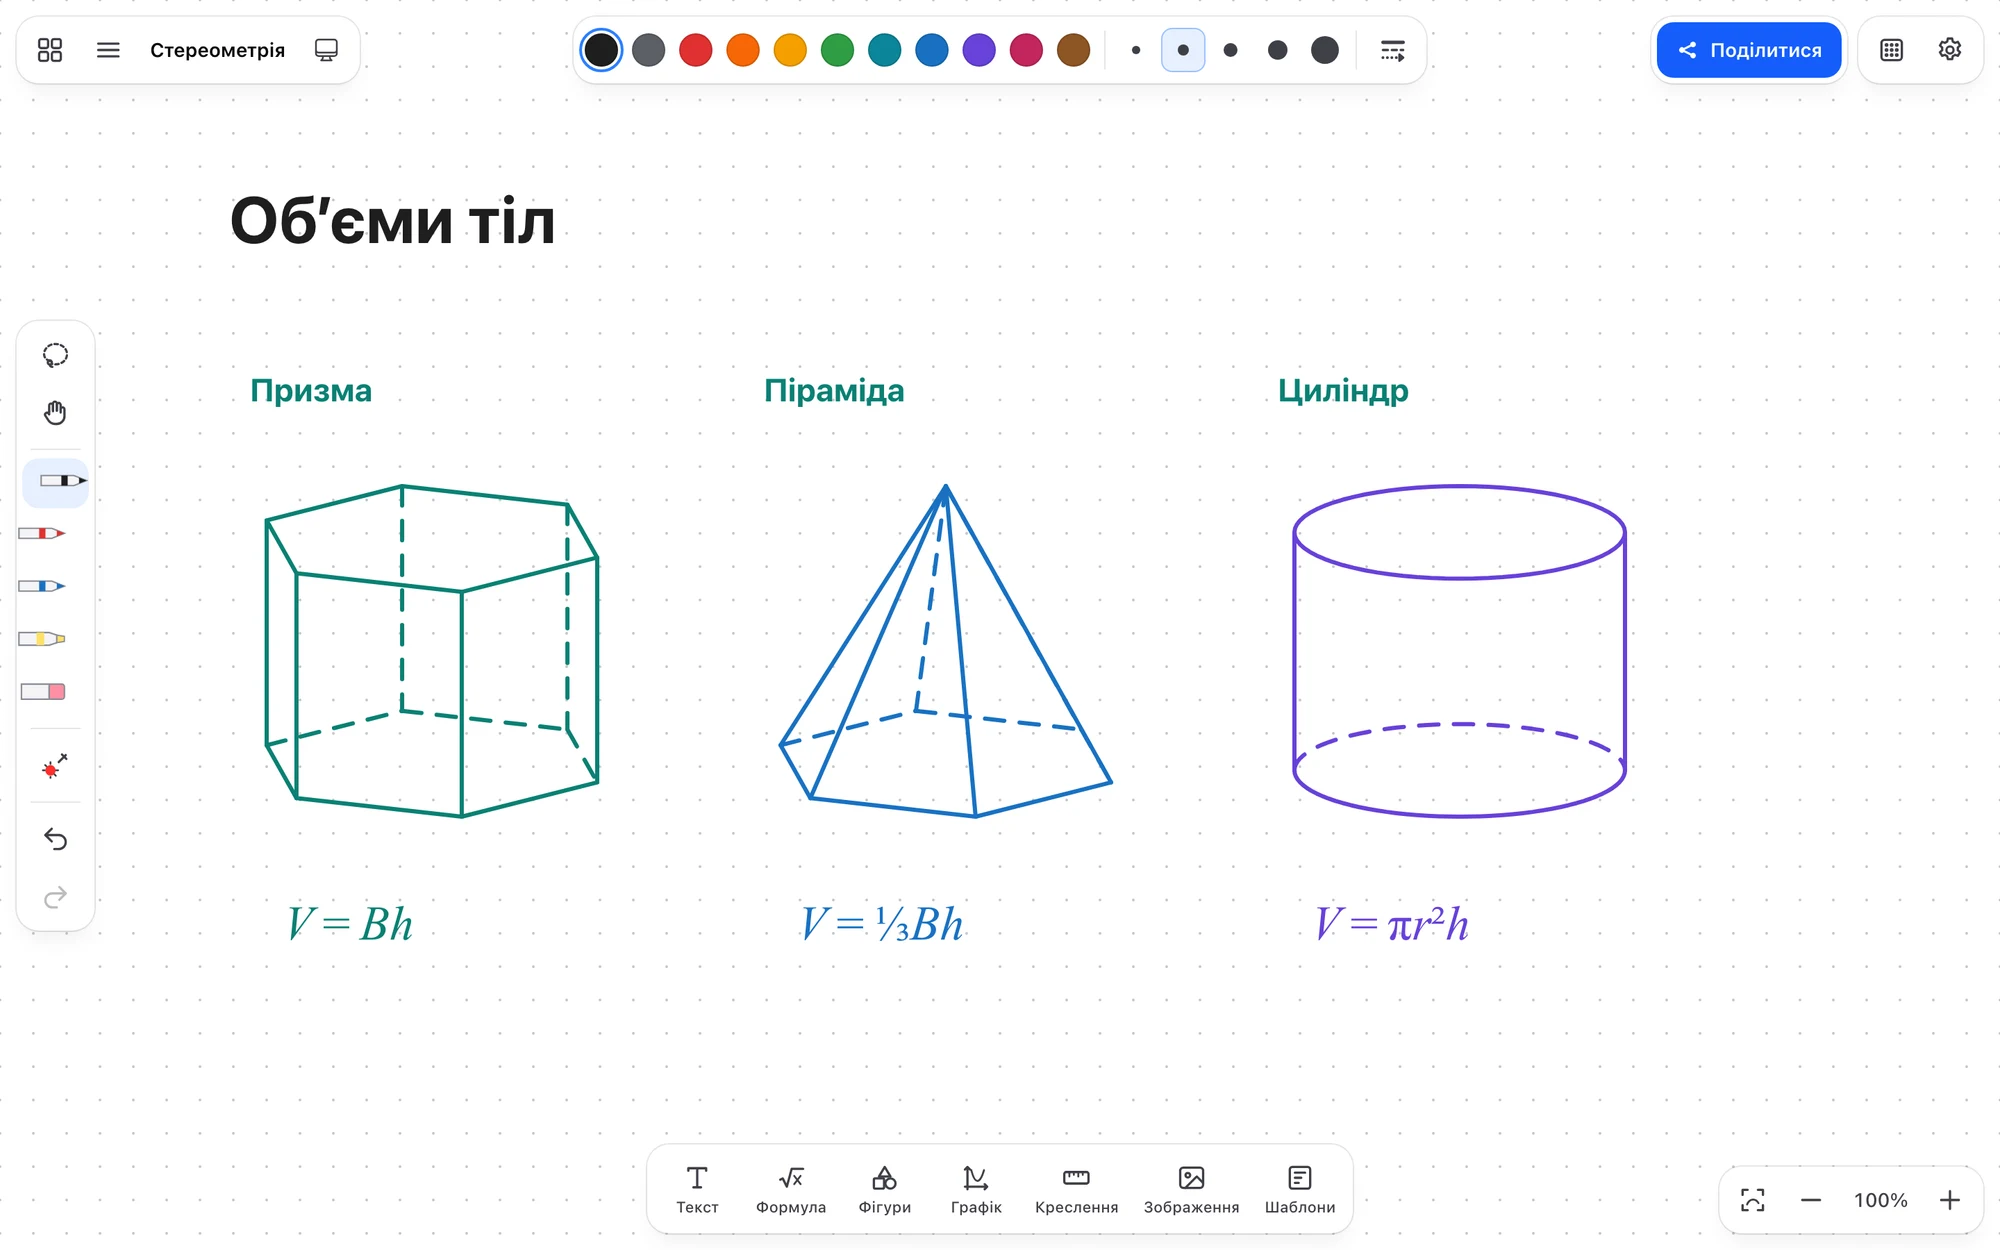 Стереометрія
Поділитися
Об′єми тіл
Призма
Піраміда
Циліндр
V = Bh
V = ⅓Bh
V = πr²h
Текст
Формула
Фігури
Графік
Креслення
Зображення
Шаблони
100%